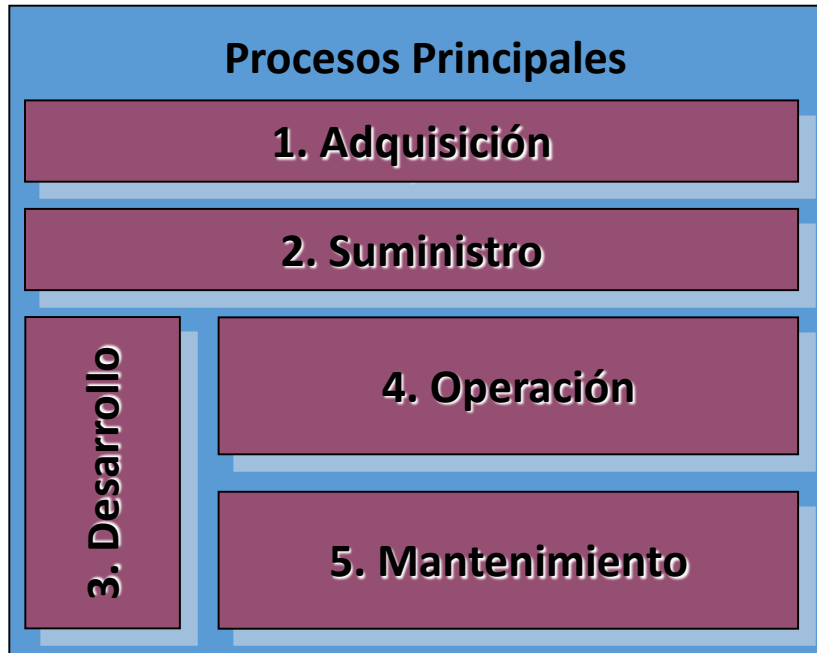 Procesos Principales
1. Adquisición
2. Suministro
3. Desarrollo
4. Operación
5. Mantenimiento